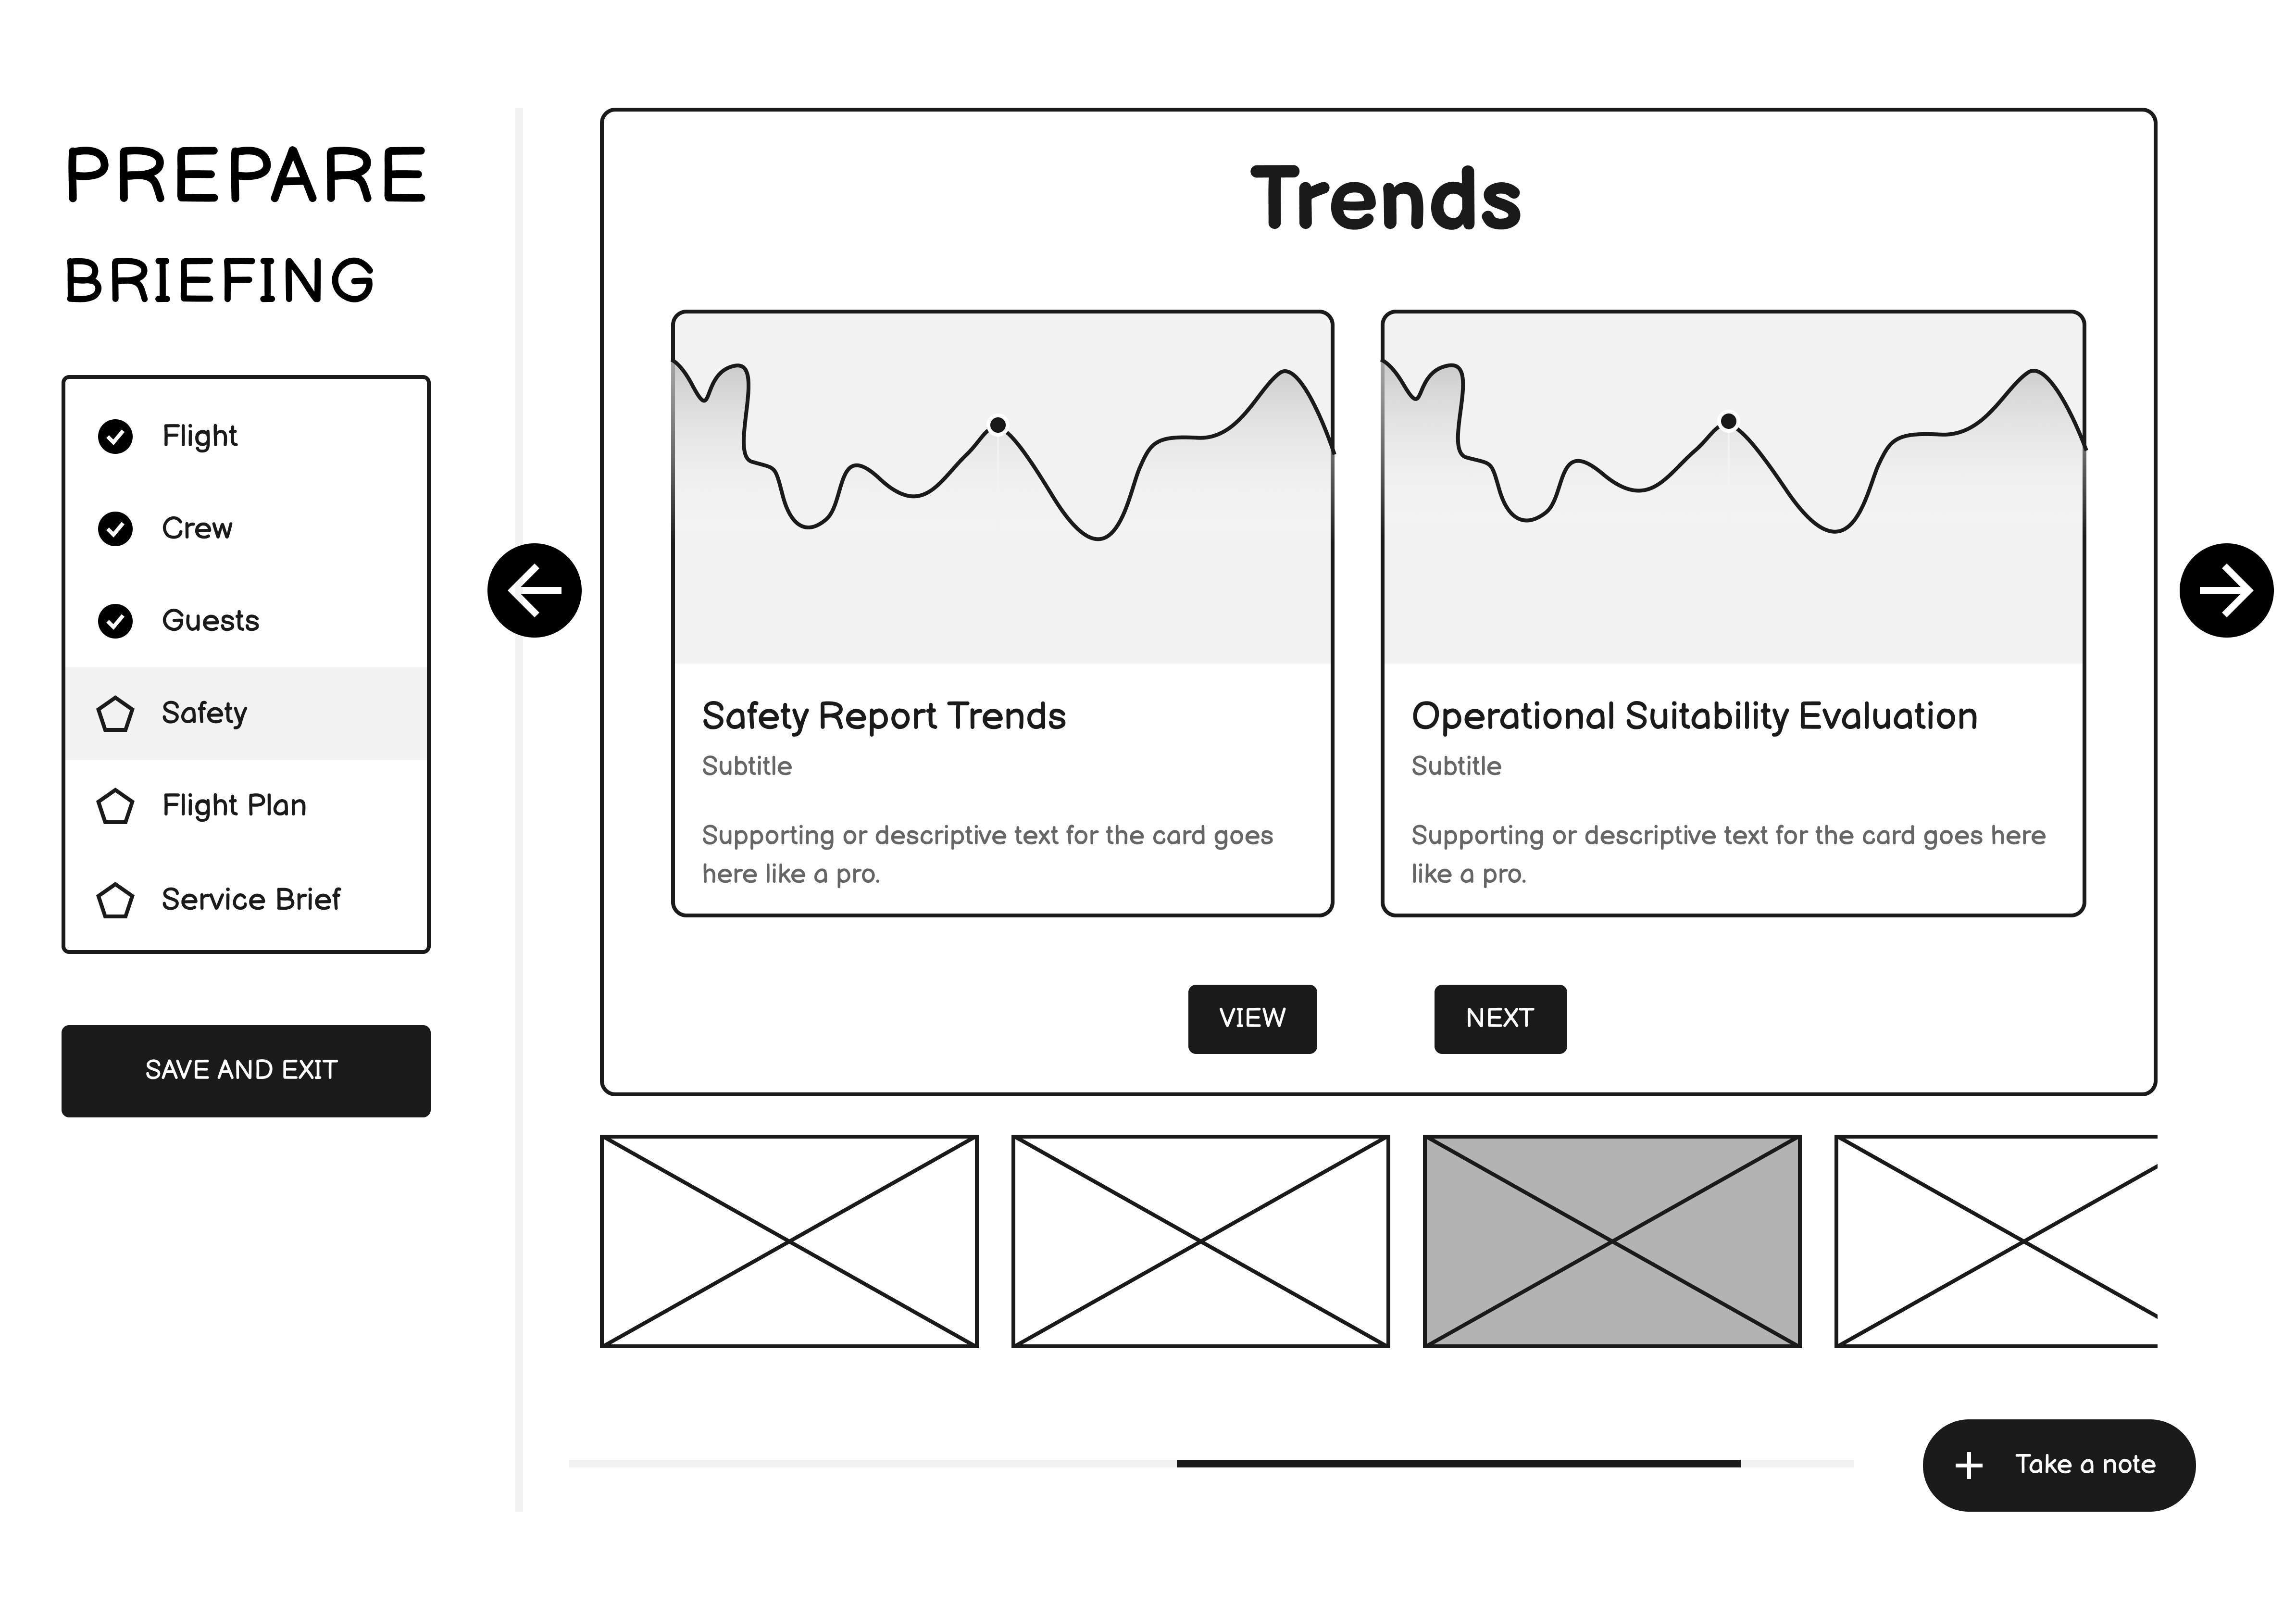 PREPARE
BRIEFING
Flight
Crew
Guests
Safety
Flight Plan
Service Brief
SAVE AND EXIT
Trends
Safety Report Trends
Subtitle
Supporting or descriptive text for the card goes
here like a pro.
Operational Suitability Evaluation
Subtitle
Supporting or descriptive text for the card goes here
like a pro.
VIEW
NEXT
Take a note